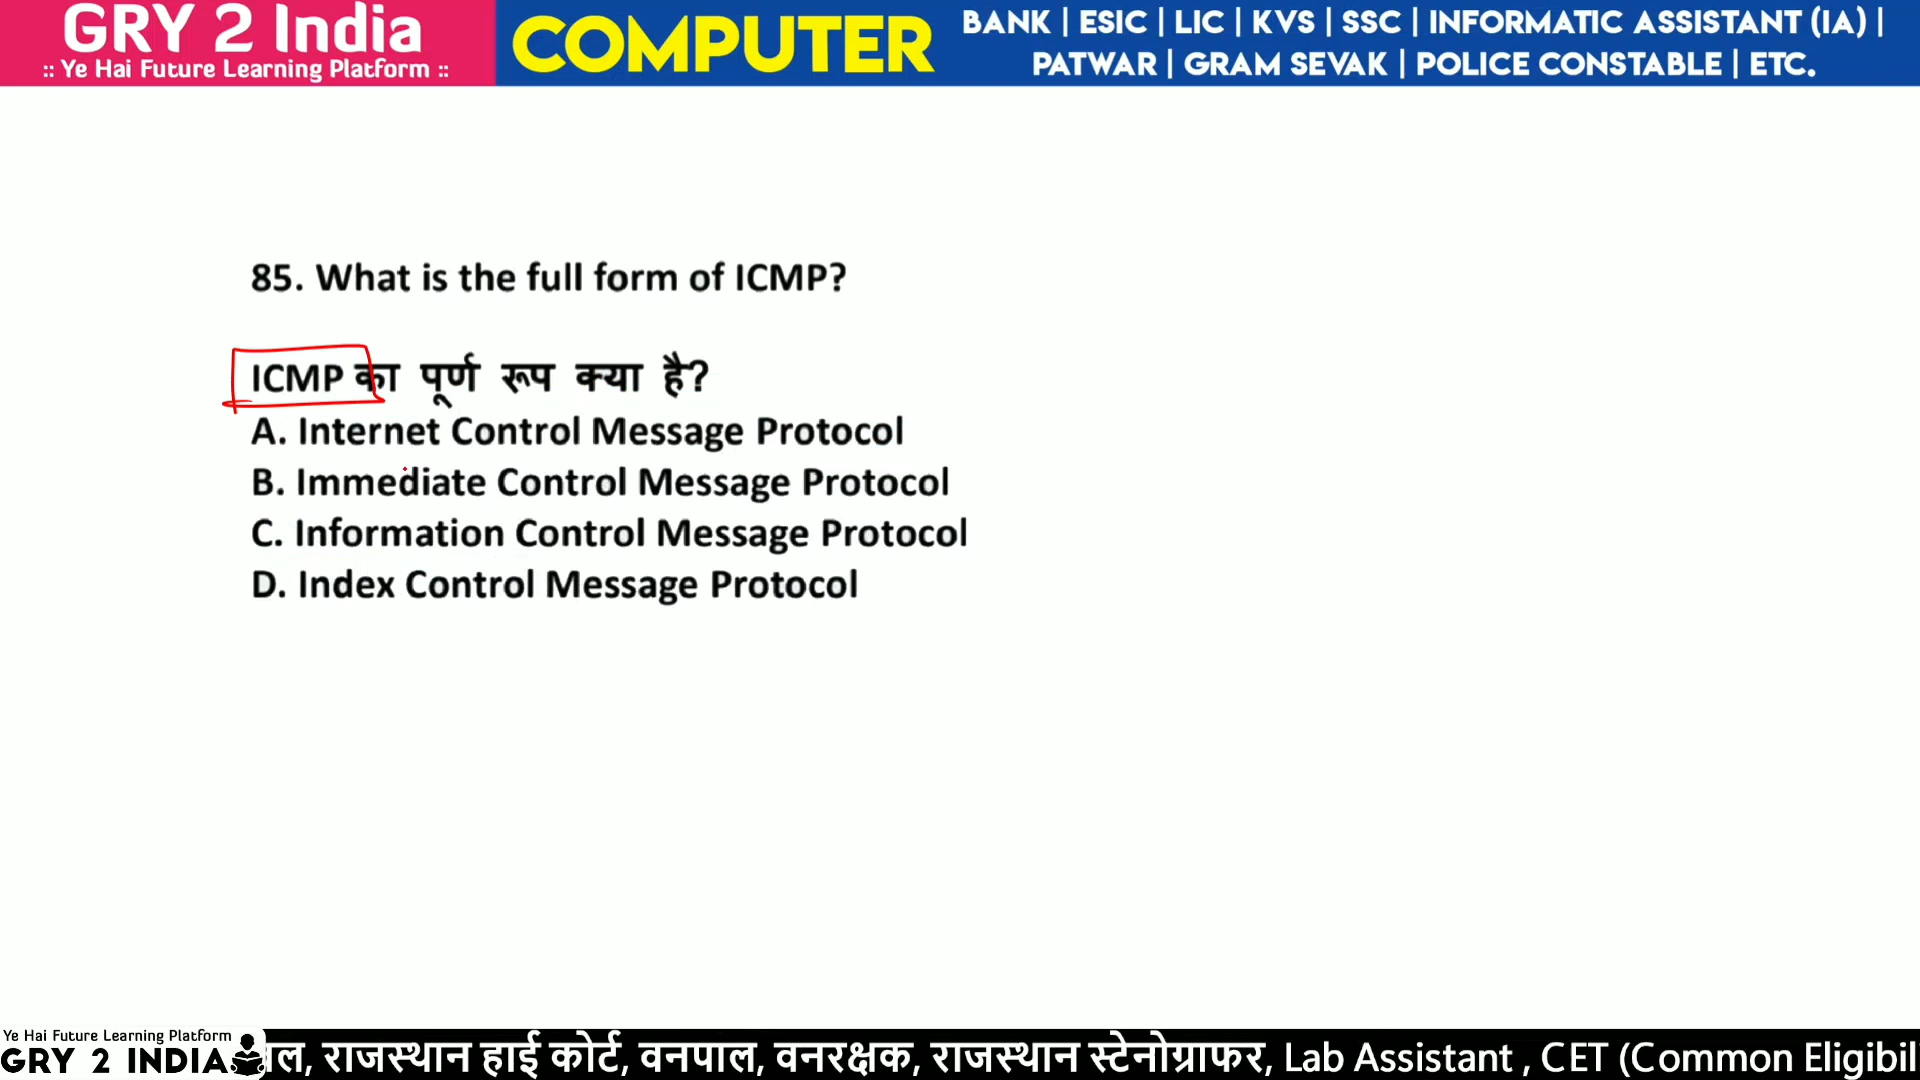 GRY 2 India
:: Ye Hai Future Learning Platform ::
COMPUTER
BANK | ESIC | LIC | KVS | SSC | INFORMATIC ASSISTANT (IA) |
PATWAR | GRAM SEVAK | POLICE CONSTABLE | ETC.
85. What is the full form of ICMP?
ICMP का पूर्ण रूप क्या है?
A. Internet Control Message Protocol
B. Immediate Control Message Protocol
C. Information Control Message Protocol
D. Index Control Message Protocol
Ye Hai Future Learning Platform
GRY 2 INDIA
राजस्थान हाई कोर्ट, वनपाल, वनरक्षक, राजस्थान स्टेनोग्राफर, Lab Assistant , CET (Common